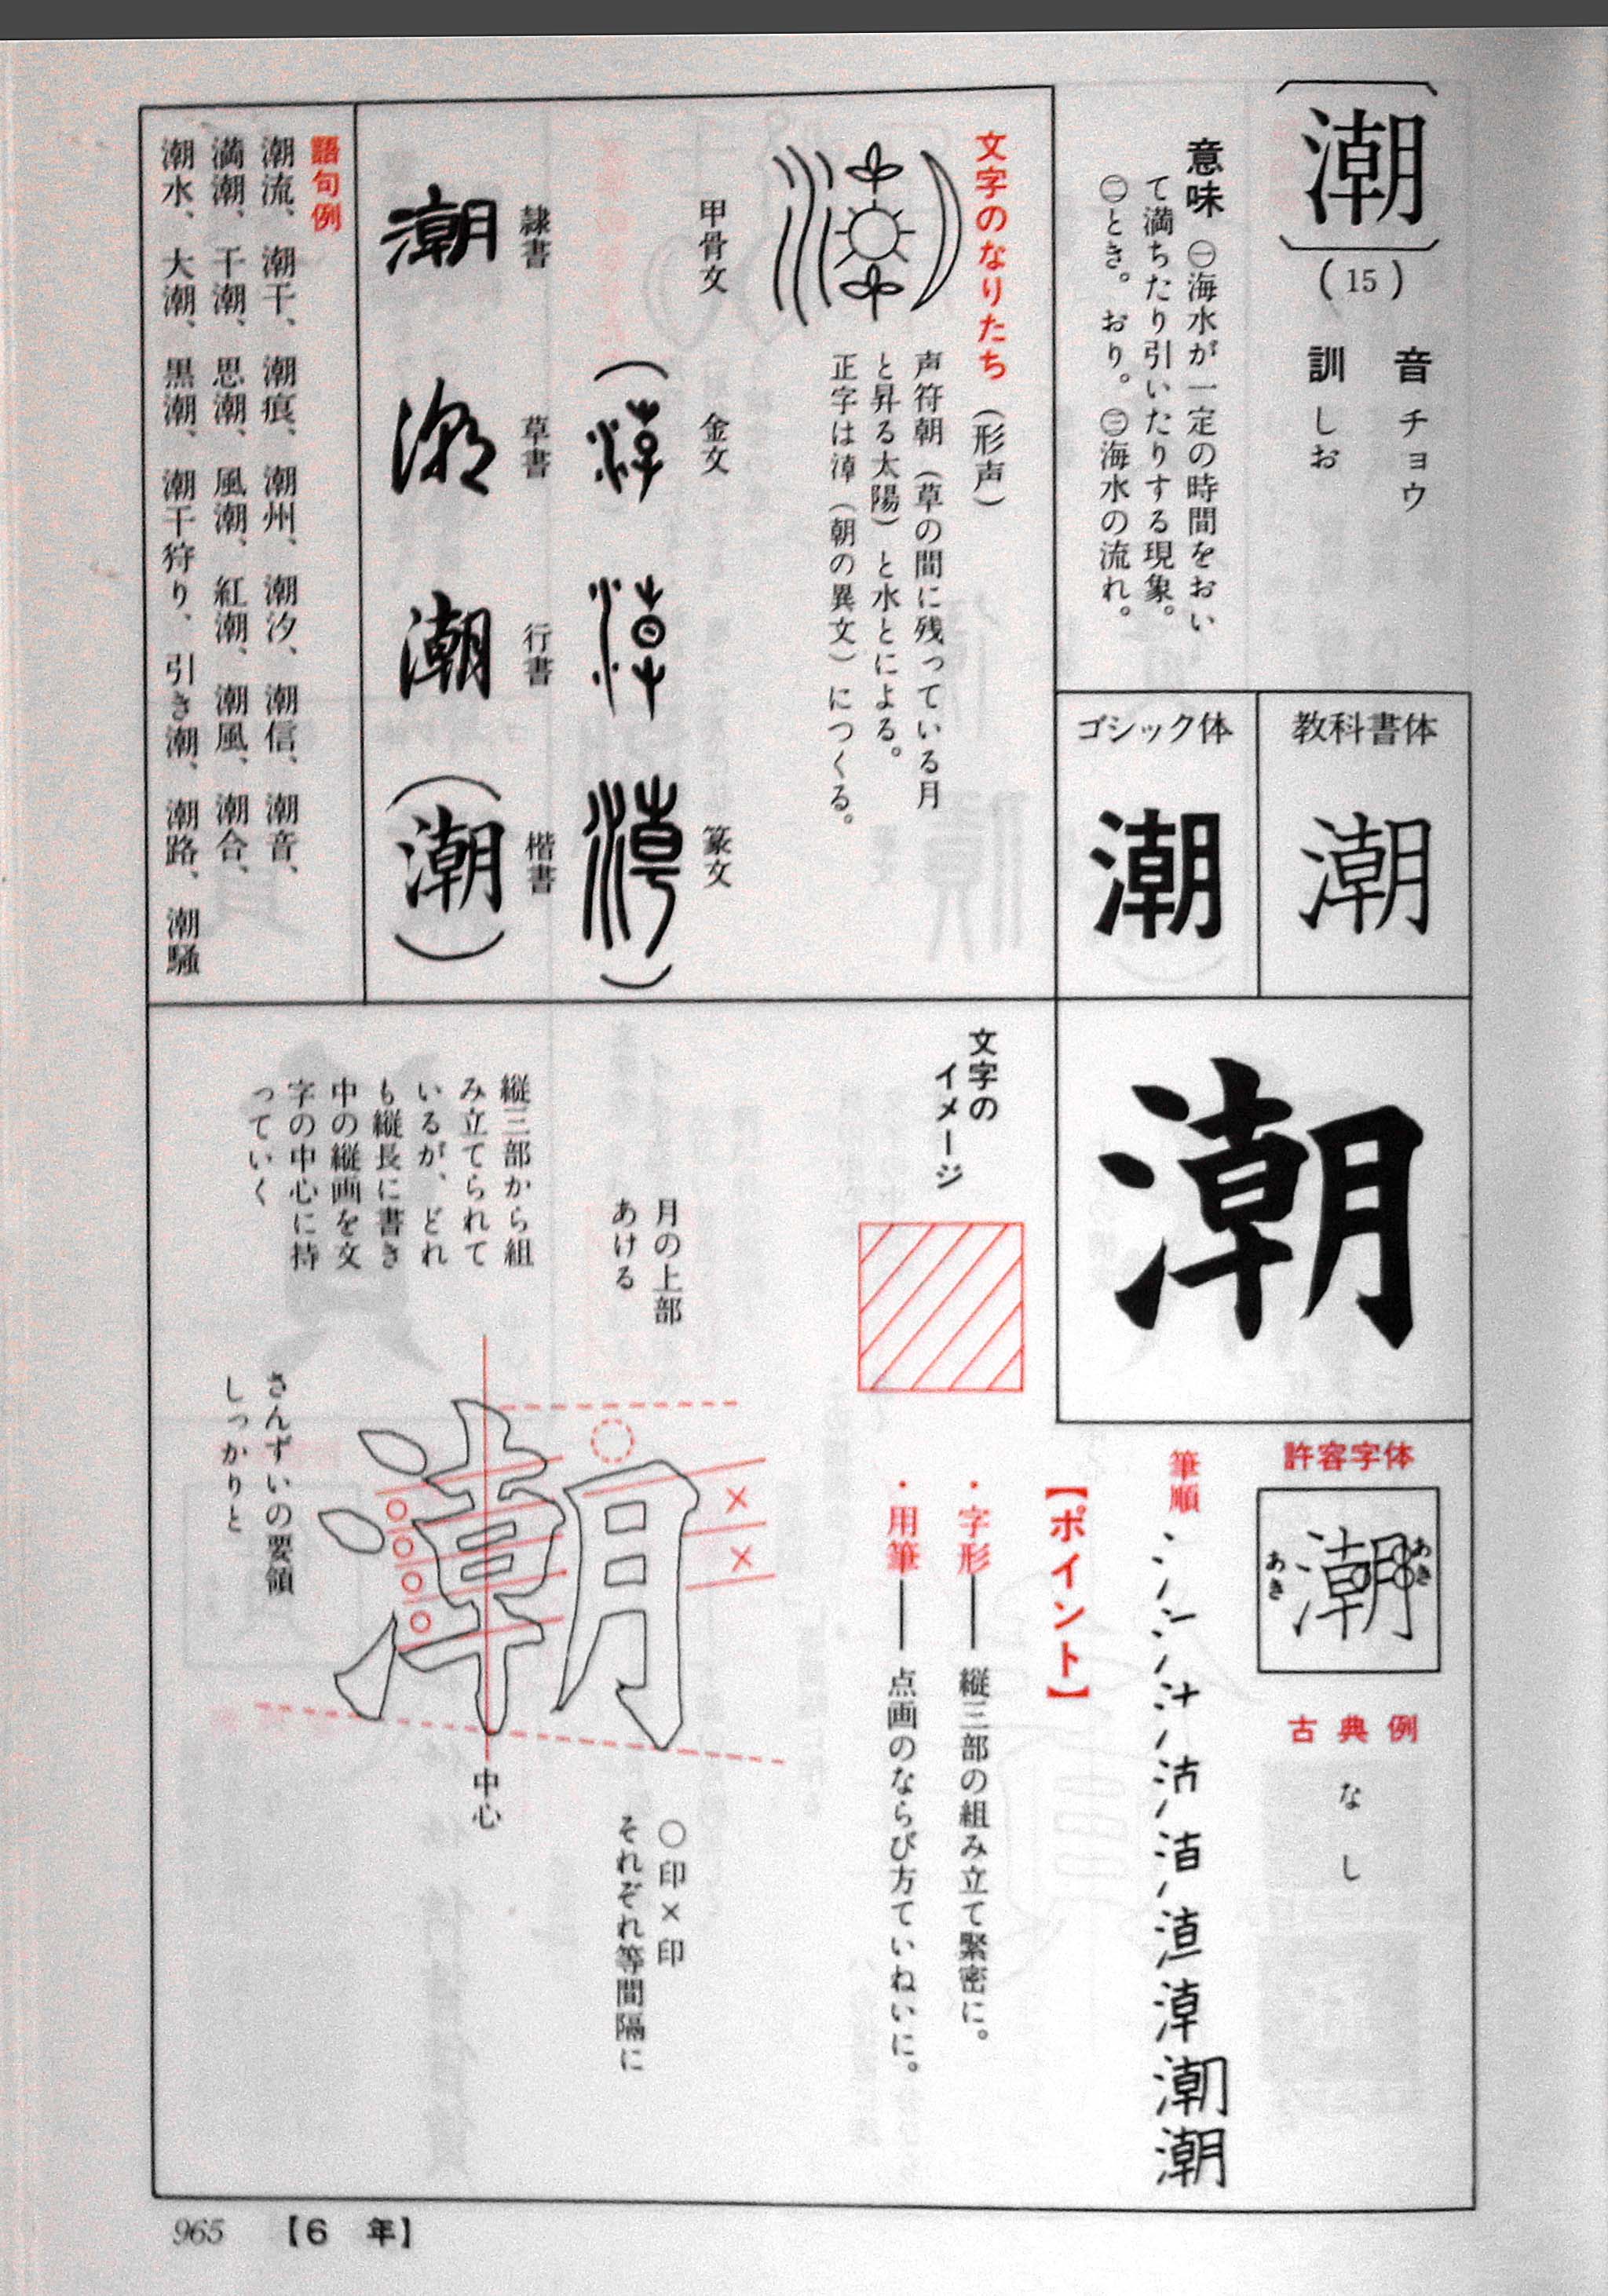 潮
(15)
音 チョウ
訓 しお
意味 ㊀海水が一定の時間をおい
て満ちたり引いたりする現象。
㊁とき。おり。㊂海水の流れ。
教科書体
潮
ゴシック体
潮
潮
文字のなりたち(形声)
声符朝(草の間に残っている月
と昇る太陽)と水とによる。
正字は淖(朝の異文)につくる。
甲骨文
金文
篆文
隷書
潮
草書
潮
行書
潮
楷書
(潮)
語句例
潮流、潮干、潮痕、潮州、潮汐、潮信、潮音、
満潮、干潮、思潮、風潮、紅潮、潮風、潮合、
潮水、大潮、黒潮、潮干狩り、引き潮、潮路、潮騒
許容字体
潮
あき
あき
古典例
なし
筆順
潮
【ポイント】
・字形——縦三部の組み立て緊密に。
・用筆——点画のならび方ていねいに。
文字の
イメージ
月の上部
あける
縦三部から組
み立てられて
いるが、どれ
も縦長に書き
中の縦画を文
字の中心に持
っていく
さんずいの要領
しっかりと
潮
中心
○印×印
それぞれ等間隔に
965 【6 年】